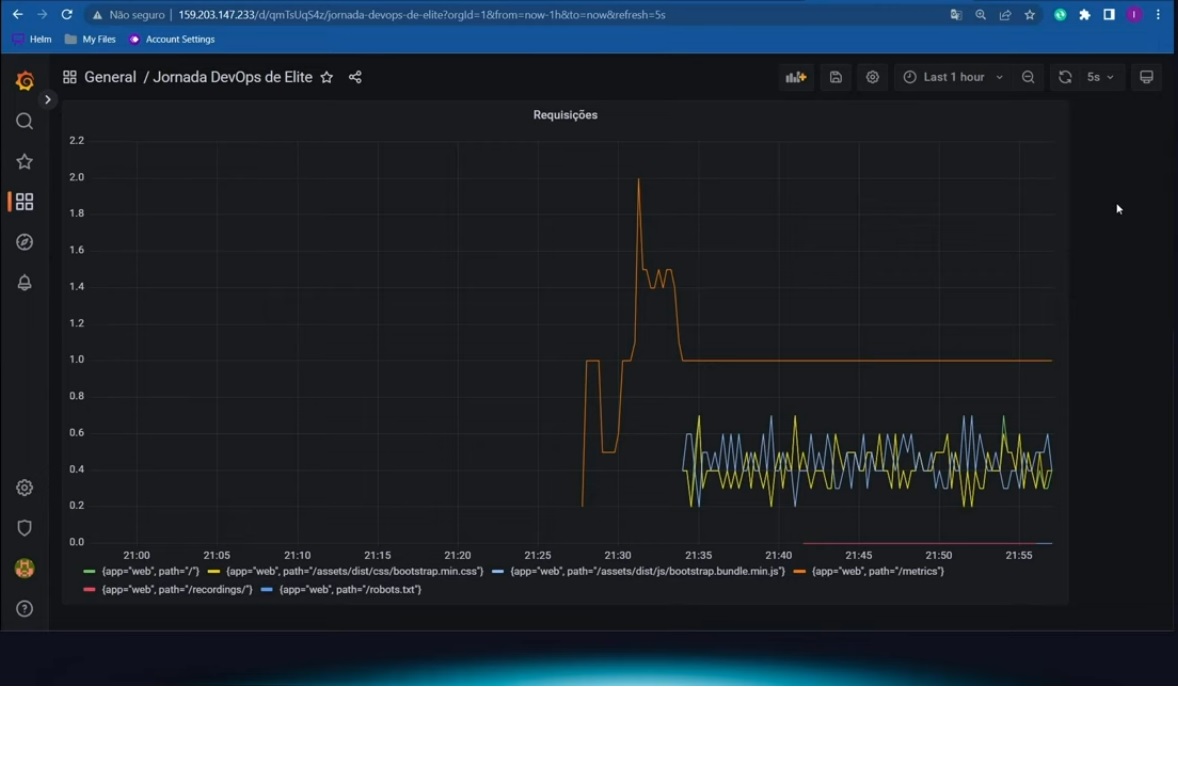 Não seguro | 159.203.147.233/d/qmTsUqS4z/jornada-devops-de-elite?orgId=1&from=now-1h&to=now&refresh=5s
Helm My Files Account Settings
General / Jornada DevOps de Elite Last 1 hour 5s
Requisições
2.2
2.0
1.8
1.6
1.4
1.2
1.0
0.8
0.6
0.4
0.2
0.0
21:00 21:05 21:10 21:15 21:20 21:25 21:30 21:35 21:40 21:45 21:50 21:55
{app="web", path="/"} {app="web", path="/assets/dist/css/bootstrap.min.css"} {app="web", path="/assets/dist/js/bootstrap.bundle.min.js"} {app="web", path="/metrics"}
{app="web", path="/recordings/"} {app="web", path="/robots.txt"}